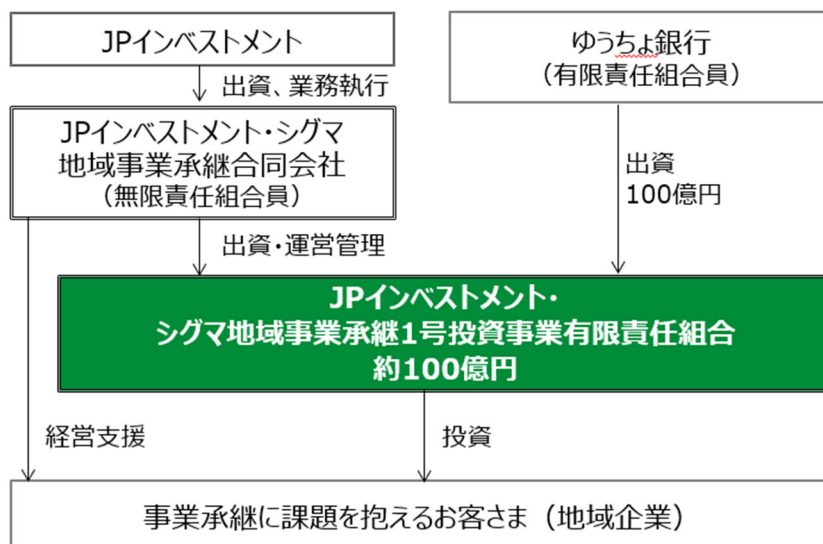 JPインベストメント
ゆうちょ銀行
（有限責任組合員）
出資、業務執行
JPインベストメント・シグマ
地域事業承継合同会社
（無限責任組合員）
出資
100億円
出資・運営管理
JPインベストメント・
シグマ地域事業承継1号投資事業有限責任組合
約100億円
経営支援
投資
事業承継に課題を抱えるお客さま（地域企業）